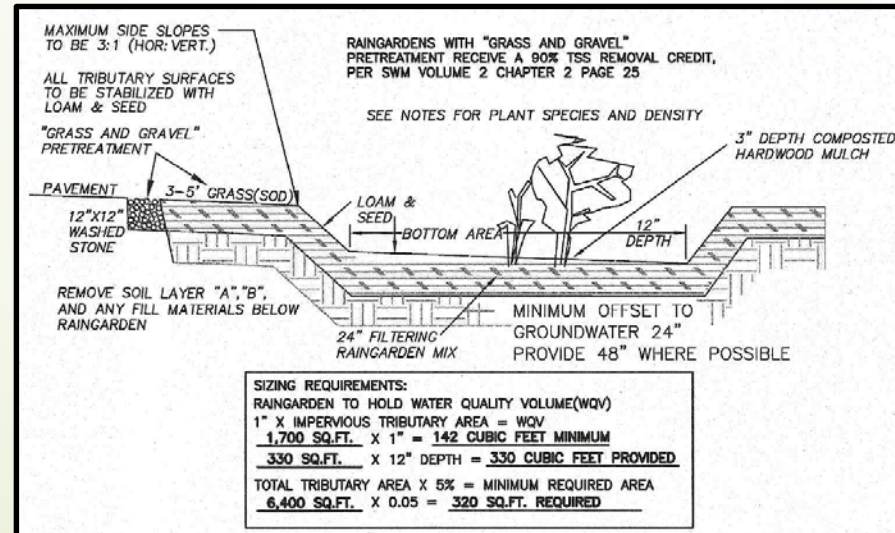 MAXIMUM SIDE SLOPES
TO BE 3:1 (HOR: VERT.)
RAINGARDENS WITH "GRASS AND GRAVEL"
PRETREATMENT RECEIVE A 90% TSS REMOVAL CREDIT,
PER SWM VOLUME 2 CHAPTER 2 PAGE 25
ALL TRIBUTARY SURFACES
TO BE STABILIZED WITH
LOAM & SEED
SEE NOTES FOR PLANT SPECIES AND DENSITY
"GRASS AND GRAVEL"
PRETREATMENT
3" DEPTH COMPOSTED
HARDWOOD MULCH
PAVEMENT
3-5' GRASS(SOD)
LOAM &
SEED
12"X12"
WASHED
STONE
BOTTOM AREA
12"
DEPTH
REMOVE SOIL LAYER "A","B",
AND ANY FILL MATERIALS BELOW
RAINGARDEN
24" FILTERING
RAINGARDEN MIX
MINIMUM OFFSET TO
GROUNDWATER 24"
PROVIDE 48" WHERE POSSIBLE
SIZING REQUIREMENTS:
RAINGARDEN TO HOLD WATER QUALITY VOLUME(WQV)
1" X IMPERVIOUS TRIBUTARY AREA = WQV
1,700 SQ.FT. X 1" = 142 CUBIC FEET MINIMUM
330 SQ.FT. X 12" DEPTH = 330 CUBIC FEET PROVIDED
TOTAL TRIBUTARY AREA X 5% = MINIMUM REQUIRED AREA
6,400 SQ.FT. X 0.05 = 320 SQ.FT. REQUIRED